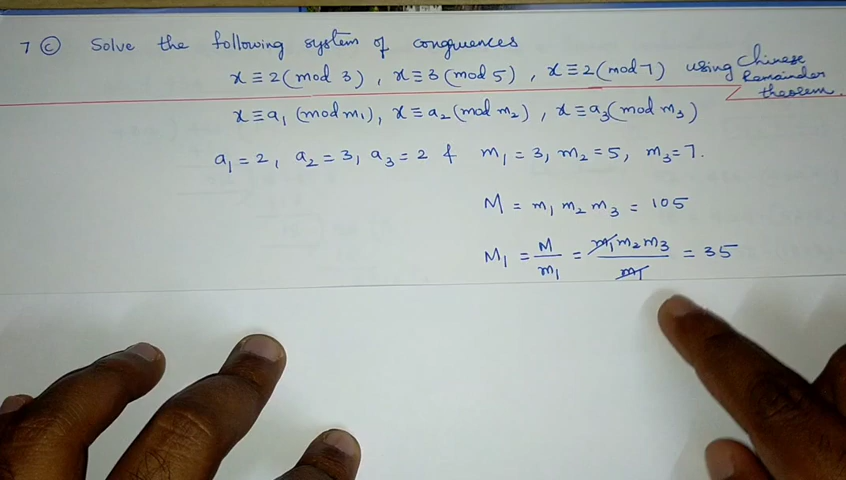 7 (c) Solve the following system of congruences
x ≡ 2 (mod 3), x ≡ 3 (mod 5), x ≡ 2 (mod 7) using Chinese Remainder theorem.
x ≡ a₁ (mod m₁), x ≡ a₂ (mod m₂), x ≡ a₃ (mod m₃)
a₁ = 2, a₂ = 3, a₃ = 2 & m₁ = 3, m₂ = 5, m₃ = 7.
M = m₁ m₂ m₃ = 105
M₁ = M/m₁ = m₁m₂m₃/m₁ = 35